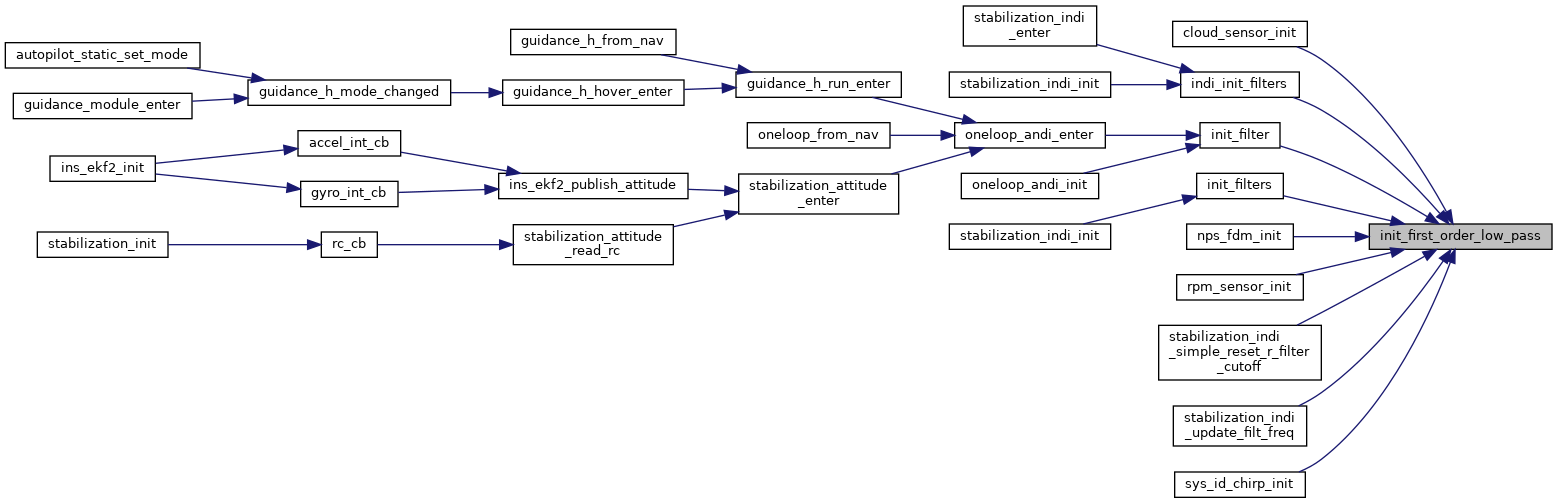 stabilization_indi
_enter
cloud_sensor_init
guidance_h_from_nav
autopilot_static_set_mode
guidance_h_run_enter
stabilization_indi_init
indi_init_filters
guidance_h_mode_changed
guidance_h_hover_enter
guidance_module_enter
oneloop_from_nav
oneloop_andi_enter
init_filter
accel_int_cb
ins_ekf2_init
ins_ekf2_publish_attitude
stabilization_attitude
_enter
oneloop_andi_init
init_filters
gyro_int_cb
stabilization_init
rc_cb
stabilization_attitude
_read_rc
stabilization_indi_init
nps_fdm_init
init_first_order_low_pass
rpm_sensor_init
stabilization_indi
_simple_reset_r_filter
_cutoff
stabilization_indi
_update_filt_freq
sys_id_chirp_init